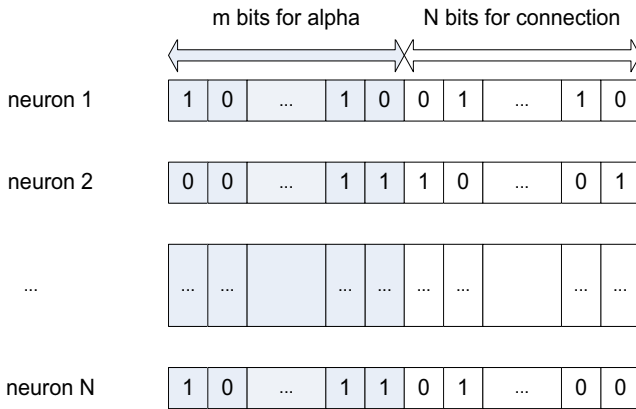 m bits for alpha N bits for connection
neuron 1 1 0 ... 1 0 0 1 ... 1 0
neuron 2 0 0 ... 1 1 1 0 ... 0 1
... ... ... ... ... ... ... ... ...
neuron N 1 0 ... 1 1 0 1 ... 0 0